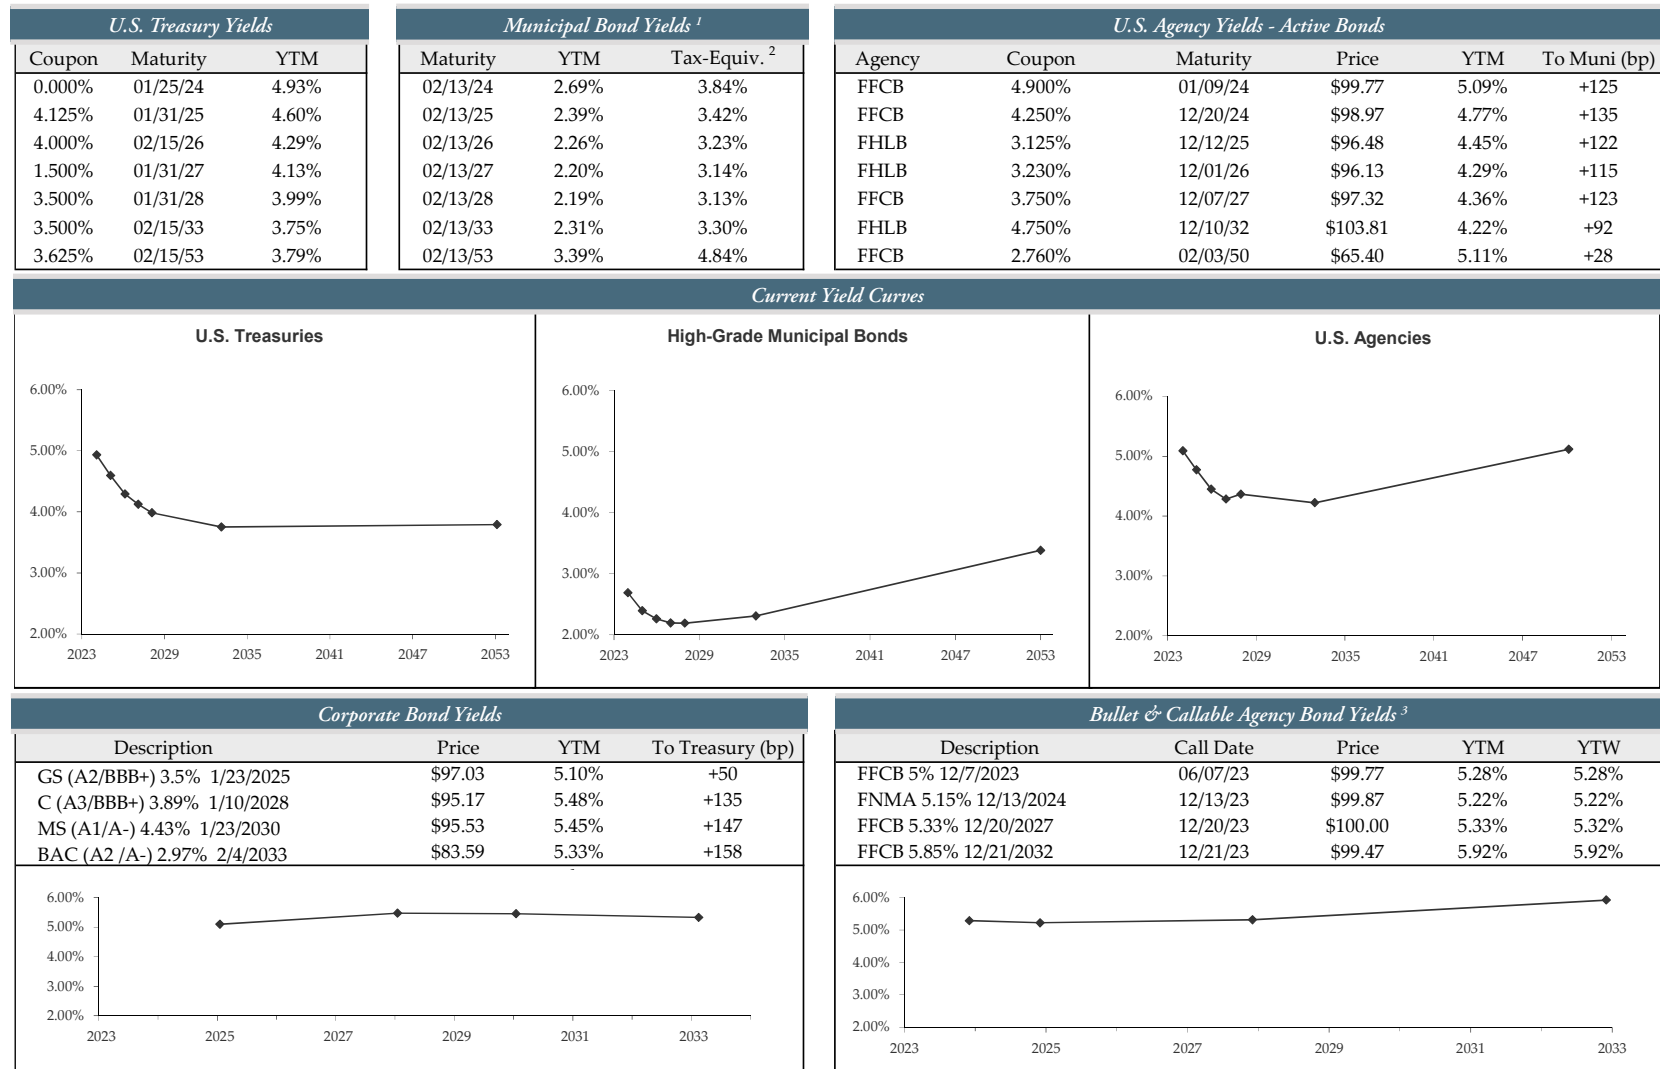 U.S. Treasury Yields
Coupon Maturity YTM
0.000% 01/25/24 4.93%
4.125% 01/31/25 4.60%
4.000% 02/15/26 4.29%
1.500% 01/31/27 4.13%
3.500% 01/31/28 3.99%
3.500% 02/15/33 3.75%
3.625% 02/15/53 3.79%
Municipal Bond Yields 1
Maturity YTM Tax-Equiv. 2
02/13/24 2.69% 3.84%
02/13/25 2.39% 3.42%
02/13/26 2.26% 3.23%
02/13/27 2.20% 3.14%
02/13/28 2.19% 3.13%
02/13/33 2.31% 3.30%
02/13/53 3.39% 4.84%
U.S. Agency Yields - Active Bonds
Agency Coupon Maturity Price YTM To Muni (bp)
FFCB 4.900% 01/09/24 $99.77 5.09% +125
FFCB 4.250% 12/20/24 $98.97 4.77% +135
FHLB 3.125% 12/12/25 $96.48 4.45% +122
FHLB 3.230% 12/01/26 $96.13 4.29% +115
FFCB 3.750% 12/07/27 $97.32 4.36% +123
FHLB 4.750% 12/10/32 $103.81 4.22% +92
FFCB 2.760% 02/03/50 $65.40 5.11% +28
Current Yield Curves
U.S. Treasuries
6.00%
5.00%
4.00%
3.00%
2.00%
2023 2029 2035 2041 2047 2053
High-Grade Municipal Bonds
6.00%
5.00%
4.00%
3.00%
2.00%
2023 2029 2035 2041 2047 2053
U.S. Agencies
6.00%
5.00%
4.00%
3.00%
2.00%
2023 2029 2035 2041 2047 2053
Corporate Bond Yields
Description Price YTM To Treasury (bp)
GS (A2/BBB+) 3.5% 1/23/2025 $97.03 5.10% +50
C (A3/BBB+) 3.89% 1/10/2028 $95.17 5.48% +135
MS (A1/A-) 4.43% 1/23/2030 $95.53 5.45% +147
BAC (A2 /A-) 2.97% 2/4/2033 $83.59 5.33% +158
6.00%
5.00%
4.00%
3.00%
2.00%
2023 2025 2027 2029 2031 2033
Bullet & Callable Agency Bond Yields 3
Description Call Date Price YTM YTW
FFCB 5% 12/7/2023 06/07/23 $99.77 5.28% 5.28%
FNMA 5.15% 12/13/2024 12/13/23 $99.87 5.22% 5.22%
FFCB 5.33% 12/20/2027 12/20/23 $100.00 5.33% 5.32%
FFCB 5.85% 12/21/2032 12/21/23 $99.47 5.92% 5.92%
6.00%
5.00%
4.00%
3.00%
2.00%
2023 2025 2027 2029 2031 2033